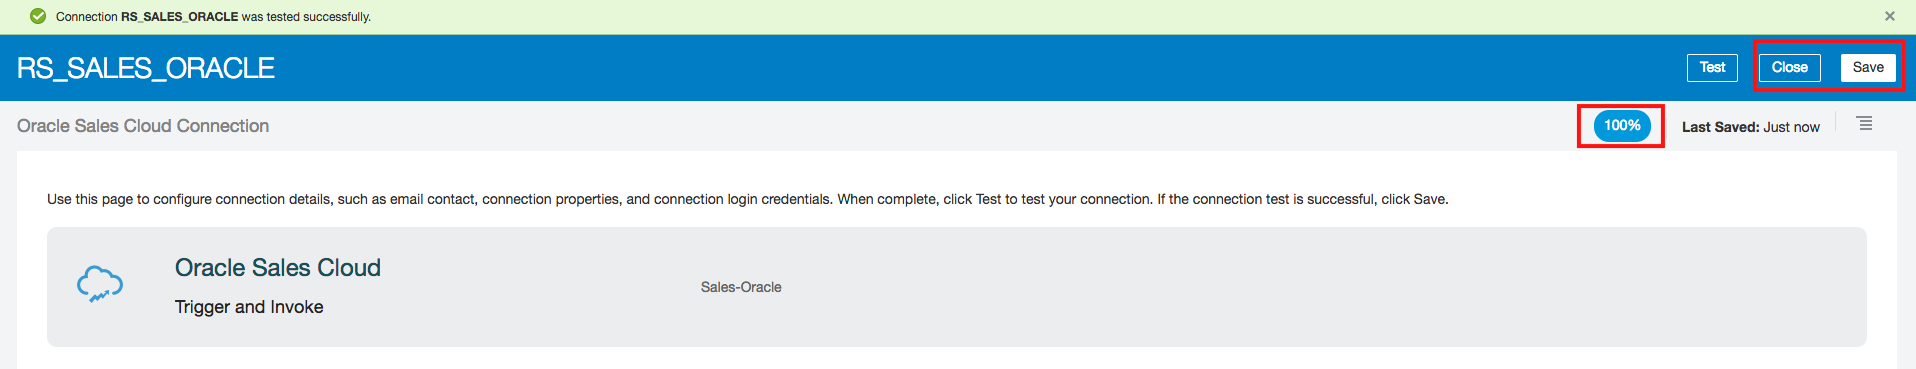 Connection RS_SALES_ORACLE was tested successfully.
RS_SALES_ORACLE
Test Close Save
Oracle Sales Cloud Connection
100% Last Saved: Just now
Use this page to configure connection details, such as email contact, connection properties, and connection login credentials. When complete, click Test to test your connection. If the connection test is successful, click Save.
Oracle Sales Cloud
Trigger and Invoke
Sales-Oracle